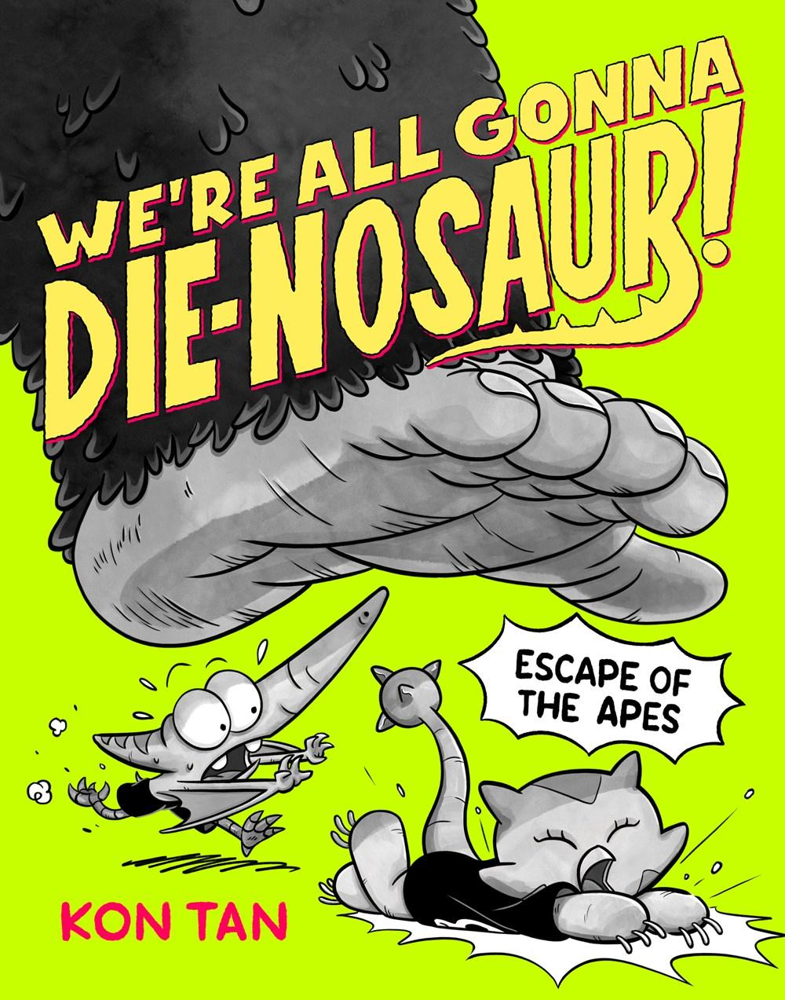 WE'RE ALL GONNA
DIE-NOSAUR!
ESCAPE OF
THE APES
KON TAN